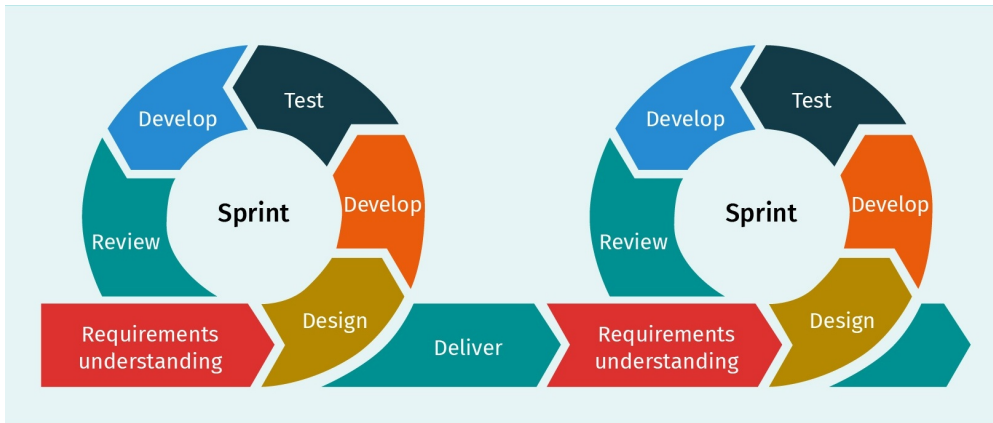 Test
Develop
Sprint
Develop
Review
Design
Requirements
understanding
Deliver
Test
Develop
Sprint
Develop
Review
Design
Requirements
understanding